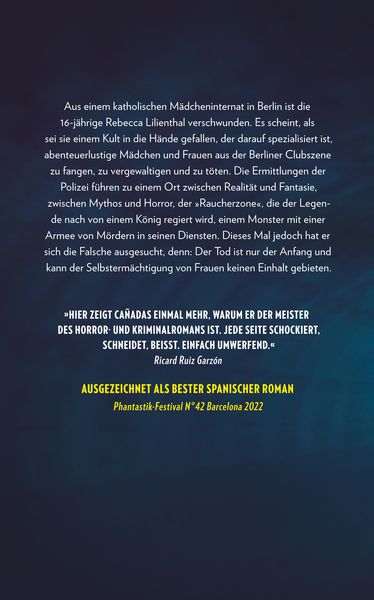 Aus einem katholischen Mädcheninternat in Berlin ist die
16-jährige Rebecca Lilienthal verschwunden. Es scheint, als
sei sie einem Kult in die Hände gefallen, der darauf spezialisiert ist,
abenteuerlustige Mädchen und Frauen aus der Berliner Clubszene
zu fangen, zu vergewaltigen und zu töten. Die Ermittlungen der
Polizei führen zu einem Ort zwischen Realität und Fantasie,
zwischen Mythos und Horror, der »Raucherzone«, die der Legen-
de nach von einem König regiert wird, einem Monster mit einer
Armee von Mördern in seinen Diensten. Dieses Mal jedoch hat er
sich die Falsche ausgesucht, denn: Der Tod ist nur der Anfang und
kann der Selbstermächtigung von Frauen keinen Einhalt gebieten.
»HIER ZEIGT CAÑADAS EINMAL MEHR, WARUM ER DER MEISTER
DES HORROR- UND KRIMINALROMANS IST. JEDE SEITE SCHOCKIERT,
SCHNEIDET, BEISST. EINFACH UMWERFEND.«
Ricard Ruiz Garzón
AUSGEZEICHNET ALS BESTER SPANISCHER ROMAN
Phantastik-Festival N°42 Barcelona 2022